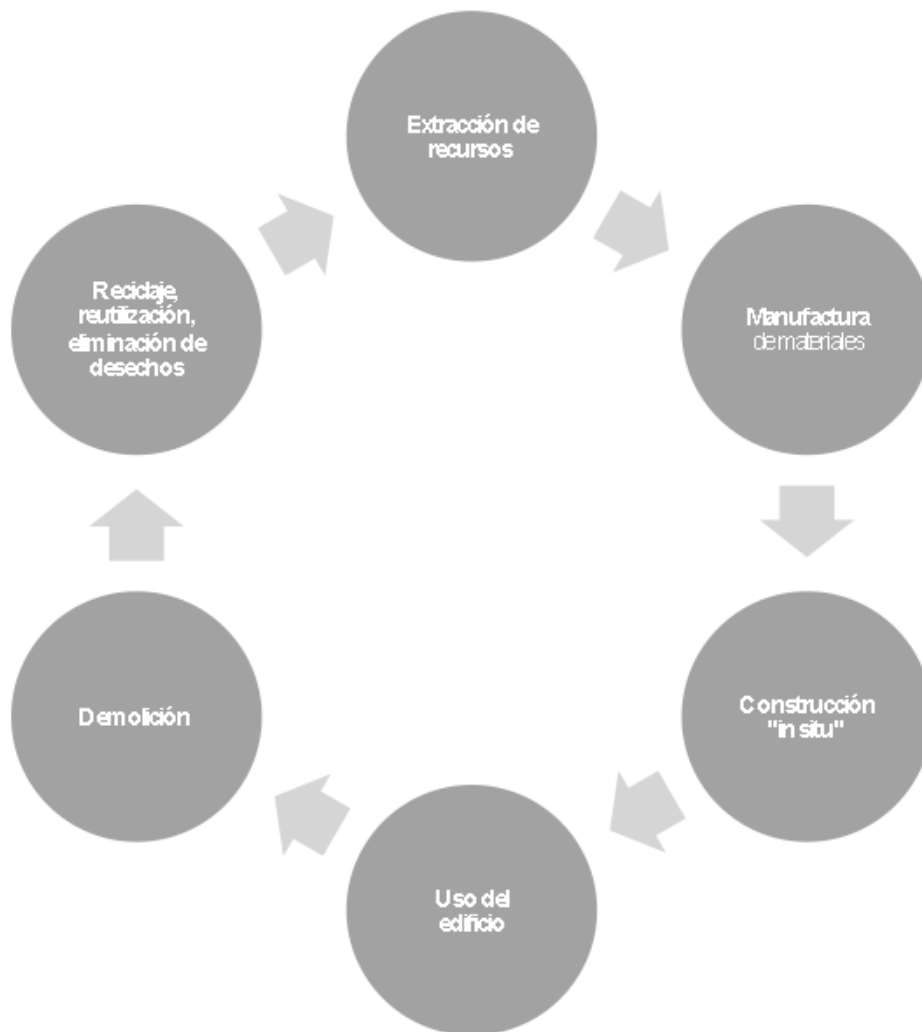 Extracción de
recursos
Manufactura
de materiales
Construcción
"in situ"
Uso del
edificio
Demolición
Reciclaje,
reutilización,
eliminación de
desechos